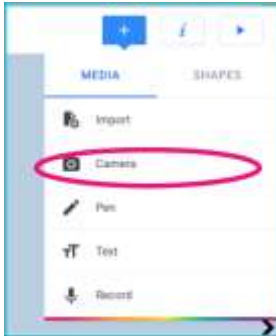 + i
MEDIA SHAPES
Import
Camera
Pen
Text
Record